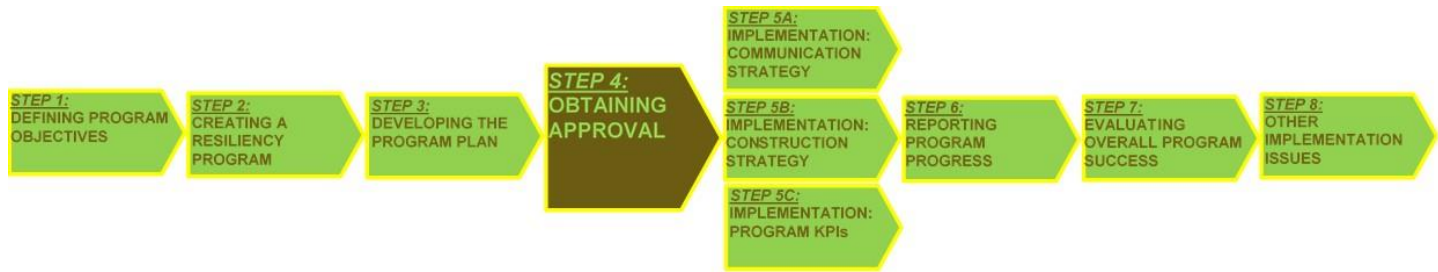 STEP 1:
DEFINING PROGRAM
OBJECTIVES
STEP 2:
CREATING A
RESILIENCY
PROGRAM
STEP 3:
DEVELOPING THE
PROGRAM PLAN
STEP 4:
OBTAINING
APPROVAL
STEP 5A:
IMPLEMENTATION:
COMMUNICATION
STRATEGY
STEP 5B:
IMPLEMENTATION:
CONSTRUCTION
STRATEGY
STEP 5C:
IMPLEMENTATION:
PROGRAM KPIs
STEP 6:
REPORTING
PROGRAM
PROGRESS
STEP 7:
EVALUATING
OVERALL PROGRAM
SUCCESS
STEP 8:
OTHER
IMPLEMENTATION
ISSUES